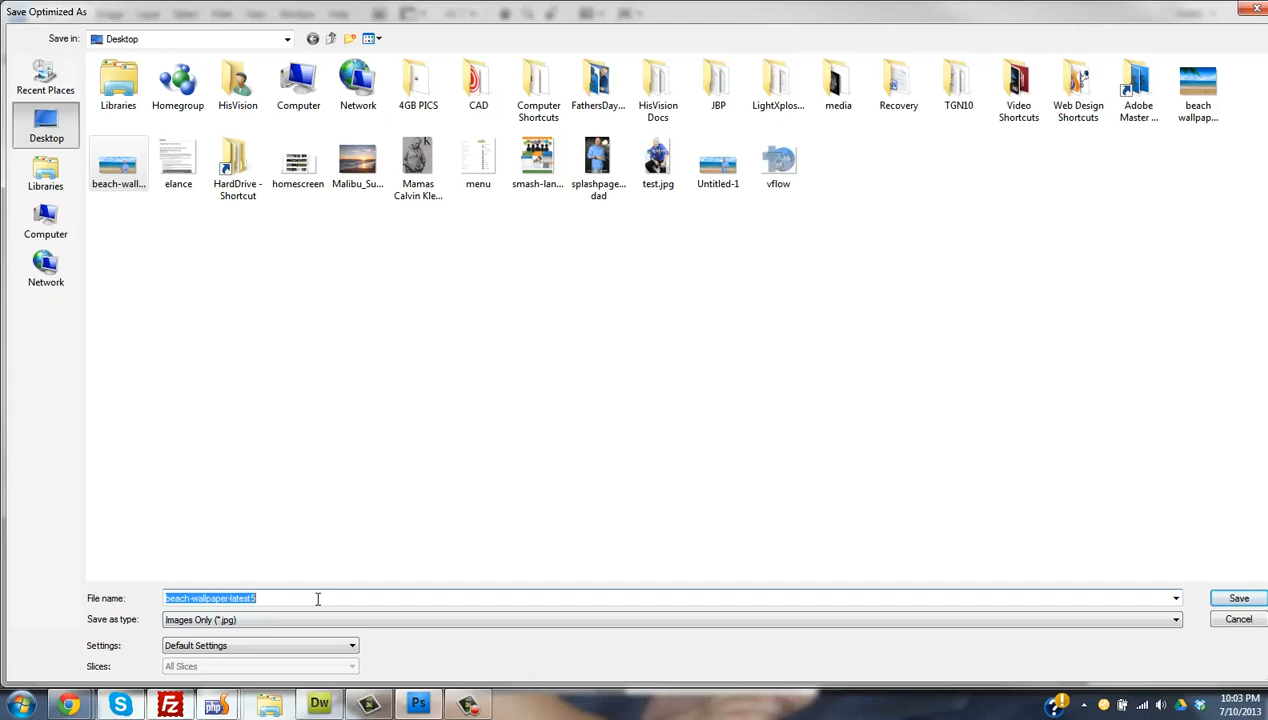 Save Optimized As
Save in: Desktop
Recent Places
Desktop
Libraries
Computer
Network
Libraries Homegroup HisVision Computer Network 4GB PICS CAD Computer Shortcuts FathersDay... HisVision Docs JBP LightXplos... media Recovery TGN10 Video Shortcuts Web Design Shortcuts Adobe Master ... beach wallpap...
beach-wall... elance HardDrive - Shortcut homescreen Malibu_Su... Mamas Calvin Kle... menu smash-lan... splashpage... dad test.jpg Untitled-1 vflow
File name: beach-wallpaper-latest5
Save
Save as type: Images Only (*.jpg)
Cancel
Settings: Default Settings
Slices: All Slices
Dw
Ps
10:03 PM
7/10/2013